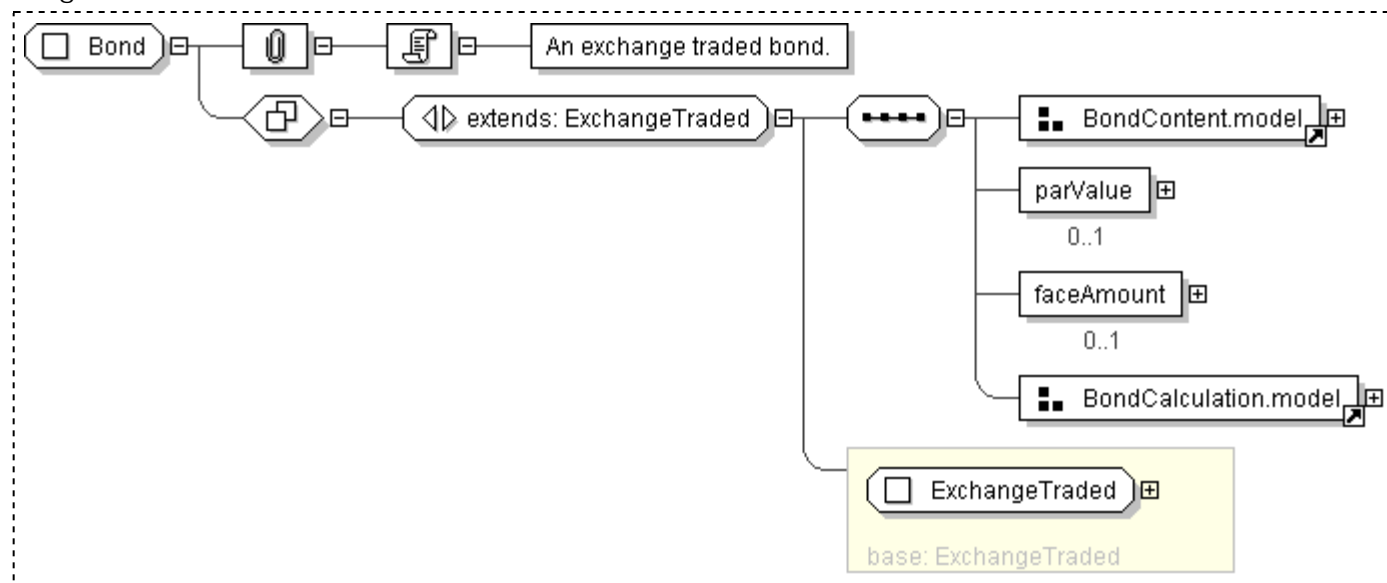 Bond
An exchange traded bond.
extends: ExchangeTraded
BondContent.model
parValue
0..1
faceAmount
0..1
BondCalculation.model
ExchangeTraded
base: ExchangeTraded